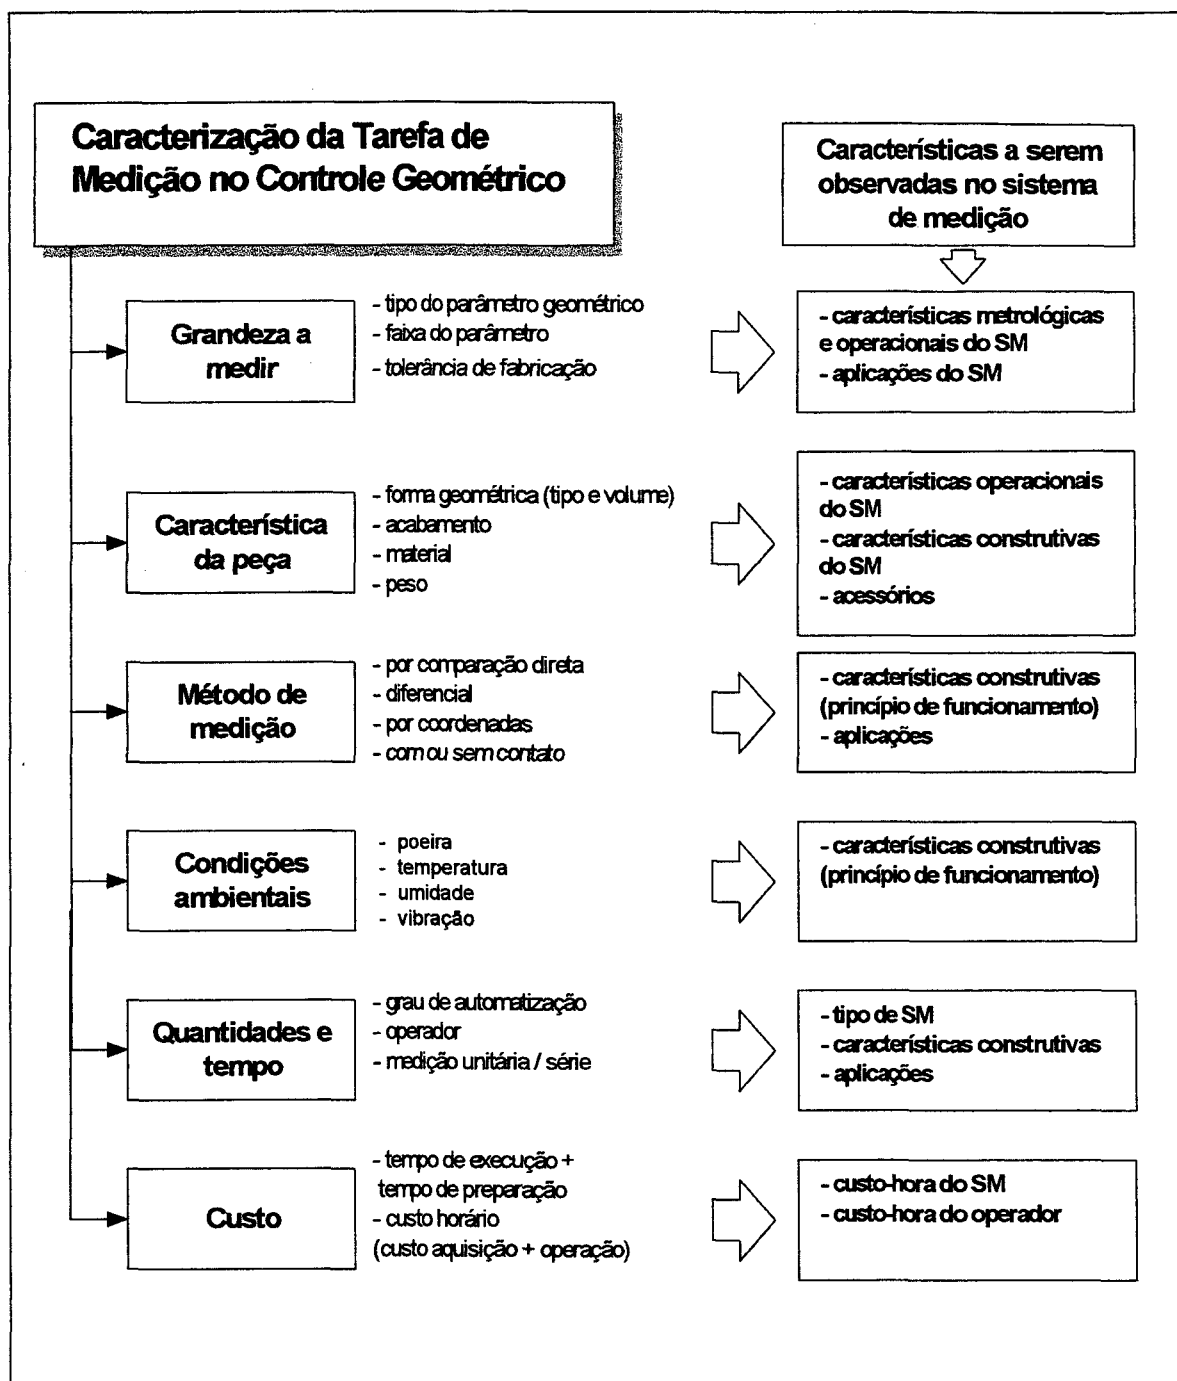 Caracterização da Tarefa de
Medição no Controle Geométrico
Características a serem
observadas no sistema
de medição
Grandeza a
medir
- tipo do parâmetro geométrico
- faixa do parâmetro
- tolerância de fabricação
- características metrológicas
e operacionais do SM
- aplicações do SM
Característica
da peça
- forma geométrica (tipo e volume)
- acabamento
- material
- peso
- características operacionais
do SM
- características construtivas
do SM
- acessórios
Método de
medição
- por comparação direta
- diferencial
- por coordenadas
- com ou sem contato
- características construtivas
(princípio de funcionamento)
- aplicações
Condições
ambientais
- poeira
- temperatura
- umidade
- vibração
- características construtivas
(princípio de funcionamento)
Quantidades e
tempo
- grau de automatização
- operador
- medição unitária / série
- tipo de SM
- características construtivas
- aplicações
Custo
- tempo de execução +
tempo de preparação
- custo horário
(custo aquisição + operação)
- custo-hora do SM
- custo-hora do operador